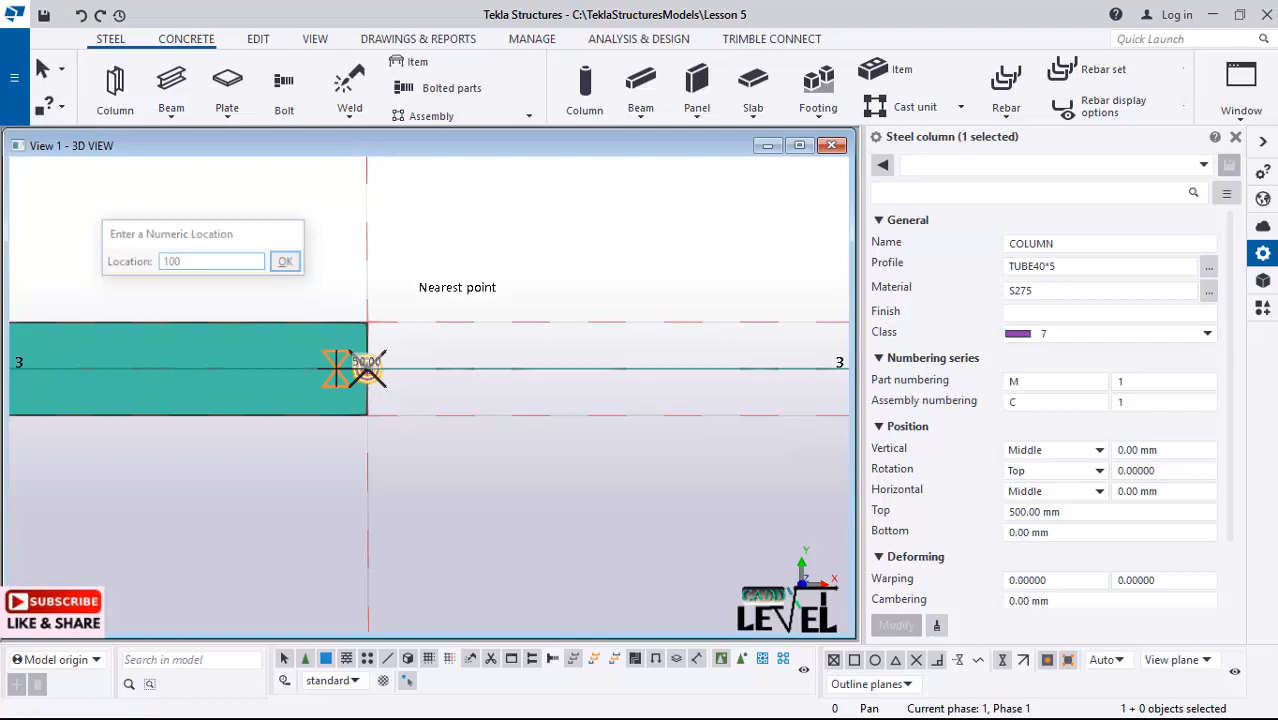 Tekla Structures - C:\TeklaStructuresModels\Lesson 5
Log in
STEEL CONCRETE EDIT VIEW DRAWINGS & REPORTS MANAGE ANALYSIS & DESIGN TRIMBLE CONNECT
Quick Launch
Column Beam Plate Bolt Weld
Item
Bolted parts
Assembly
Column Beam Panel Slab Footing
Item
Cast unit
Rebar
Rebar set
Rebar display options
Window
View 1 - 3D VIEW
Enter a Numeric Location
Location: 100 OK
Nearest point
3
50.00
3
Y
X
Z
SUBSCRIBE
LIKE & SHARE
CADD
LEVEL
Steel column (1 selected)
General
Name COLUMN
Profile TUBE40*5 ...
Material S275 ...
Finish
Class 7
Numbering series
Part numbering M 1
Assembly numbering C 1
Position
Vertical Middle 0.00 mm
Rotation Top 0.00000
Horizontal Middle 0.00 mm
Top 500.00 mm
Bottom 0.00 mm
Deforming
Warping 0.00000 0.00000
Cambering 0.00 mm
Modify
Model origin
Search in model
standard
Auto
View plane
Outline planes
0 Pan Current phase: 1, Phase 1 1 + 0 objects selected